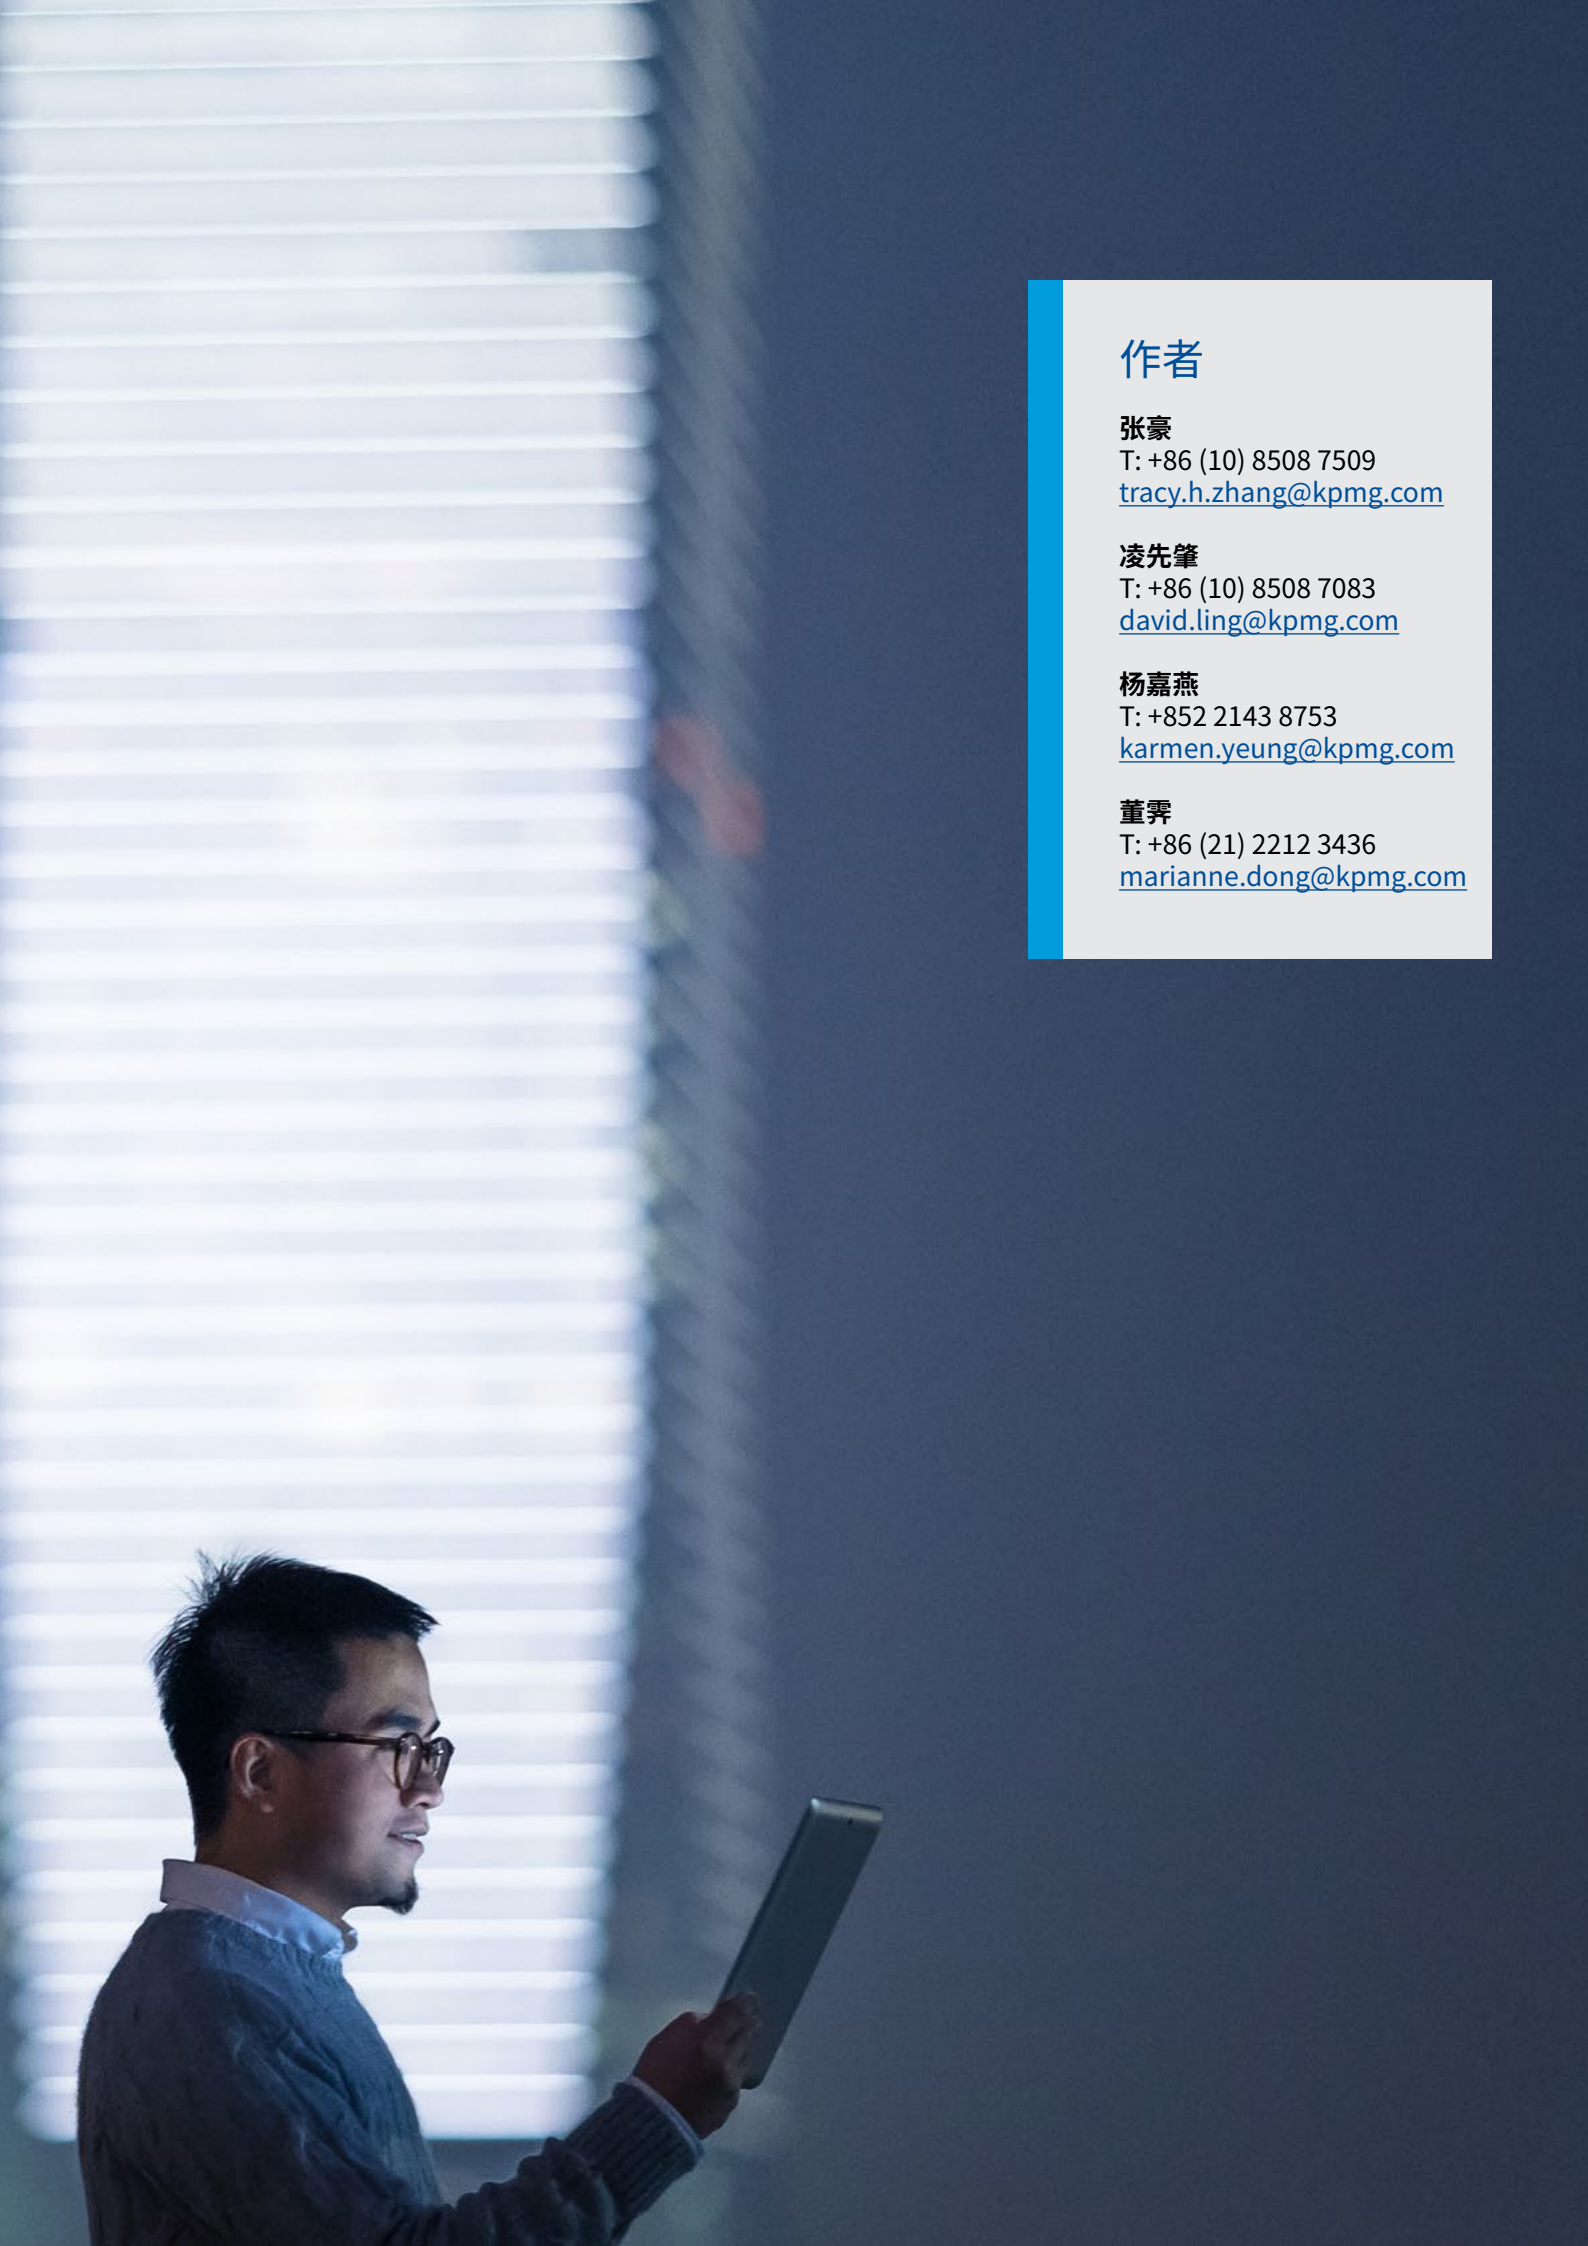 作者
张豪
T: +86 (10) 8508 7509
tracy.h.zhang@kpmg.com
凌先肇
T: +86 (10) 8508 7083
david.ling@kpmg.com
杨嘉燕
T: +852 2143 8753
karmen.yeung@kpmg.com
董霁
T: +86 (21) 2212 3436
marianne.dong@kpmg.com